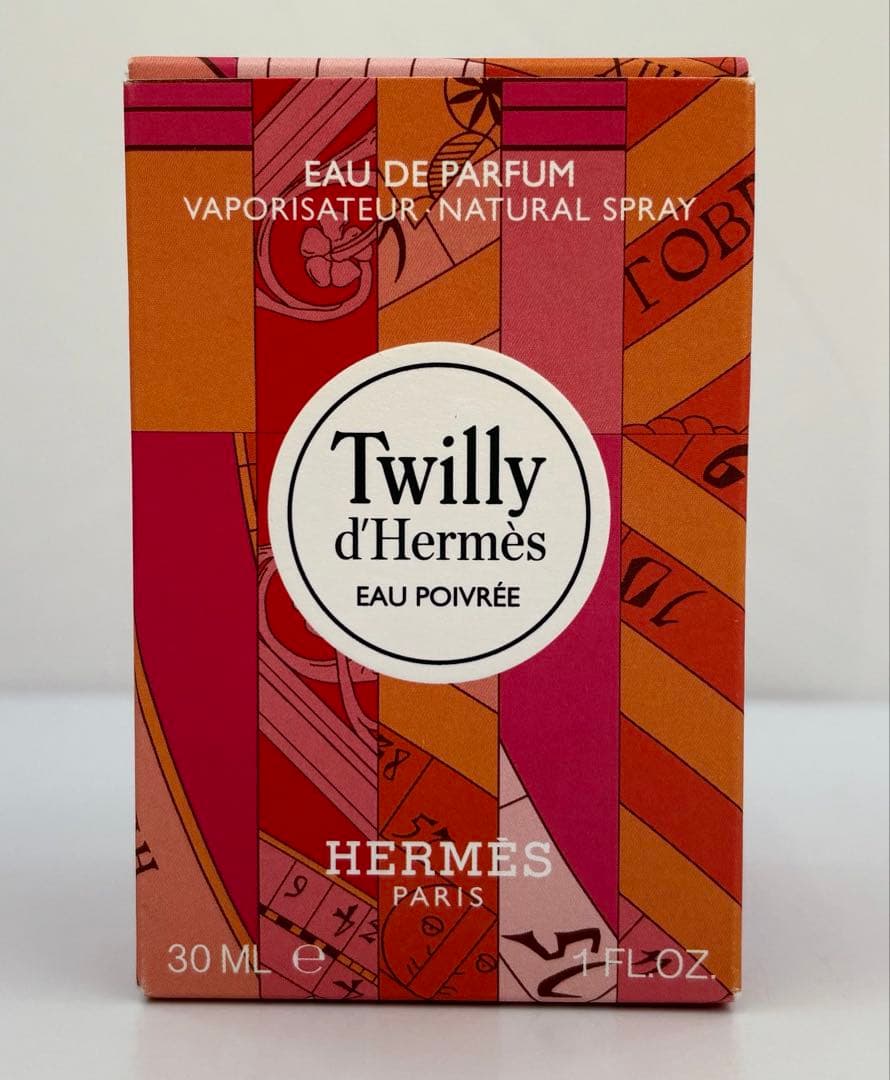 EAU DE PARFUM
VAPORISATEUR · NATURAL SPRAY
Twilly
d'Hermès
EAU POIVRÉE
HERMÈS
PARIS
30 ML ℮ 1 FL.OZ.